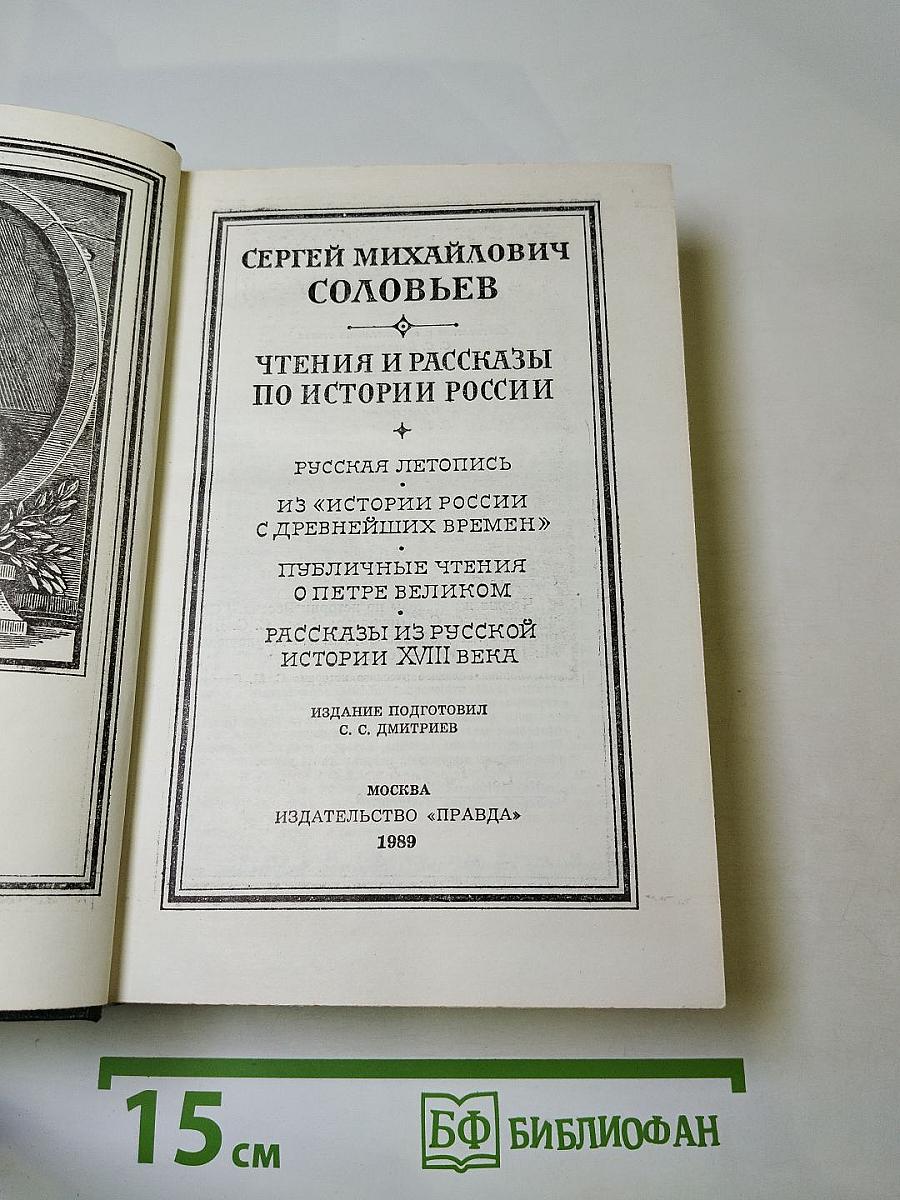 СЕРГЕЙ МИХАЙЛОВИЧ
СОЛОВЬЕВ
ЧТЕНИЯ И РАССКАЗЫ
ПО ИСТОРИИ РОССИИ
РУССКАЯ ЛЕТОПИСЬ
ИЗ «ИСТОРИИ РОССИИ
С ДРЕВНЕЙШИХ ВРЕМЕН»
ПУБЛИЧНЫЕ ЧТЕНИЯ
О ПЕТРЕ ВЕЛИКОМ
РАССКАЗЫ ИЗ РУССКОЙ
ИСТОРИИ XVIII ВЕКА
ИЗДАНИЕ ПОДГОТОВИЛ
С. С. ДМИТРИЕВ
МОСКВА
ИЗДАТЕЛЬСТВО «ПРАВДА»
1989
15 см
БФ БИБЛИОФАН